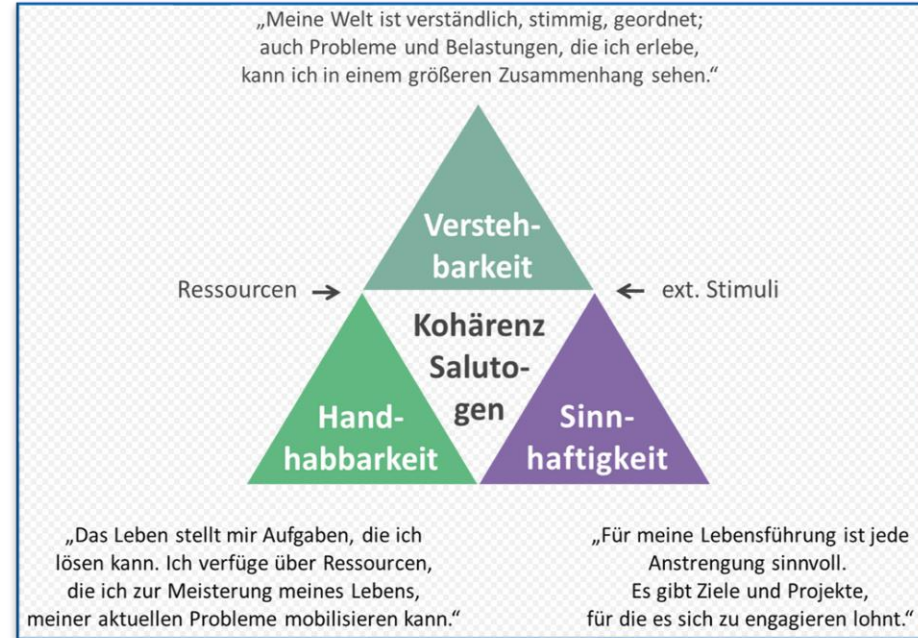 „Meine Welt ist verständlich, stimmig, geordnet;
auch Probleme und Belastungen, die ich erlebe,
kann ich in einem größeren Zusammenhang sehen.“
Versteh-
barkeit
Ressourcen →
← ext. Stimuli
Kohärenz
Saluto-
gen
Hand-
habbarkeit
Sinn-
haftigkeit
„Das Leben stellt mir Aufgaben, die ich
lösen kann. Ich verfüge über Ressourcen,
die ich zur Meisterung meines Lebens,
meiner aktuellen Probleme mobilisieren kann.“
„Für meine Lebensführung ist jede
Anstrengung sinnvoll.
Es gibt Ziele und Projekte,
für die es sich zu engagieren lohnt.“